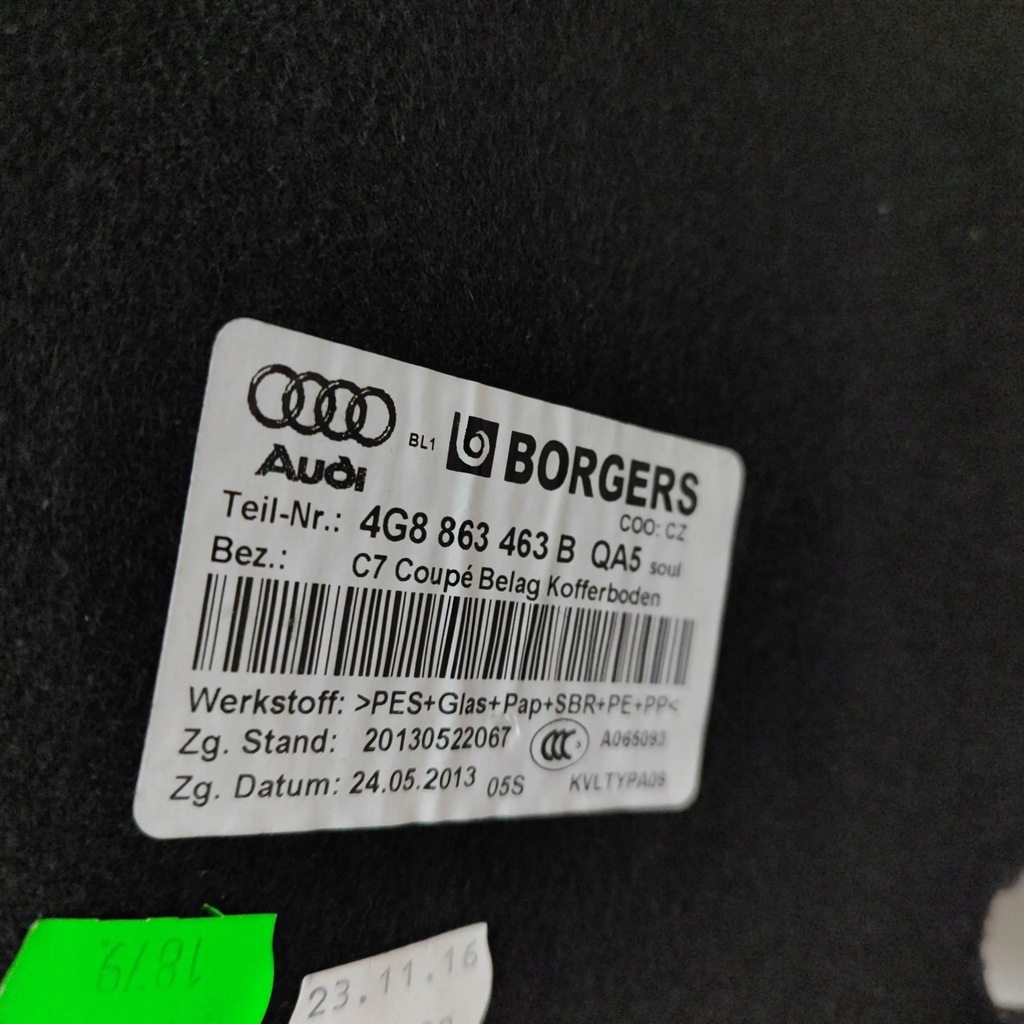 Audi BL1 BORGERS
COO: CZ
Teil-Nr.: 4G8 863 463 B QA5 soul
Bez.: C7 Coupé Belag Kofferboden
Werkstoff: >PES+Glas+Pap+SBR+PE+PP<
Zg. Stand: 20130522067 CCC S A065093
Zg. Datum: 24.05.2013 05S KVLTYPA09
1879
23.11.16